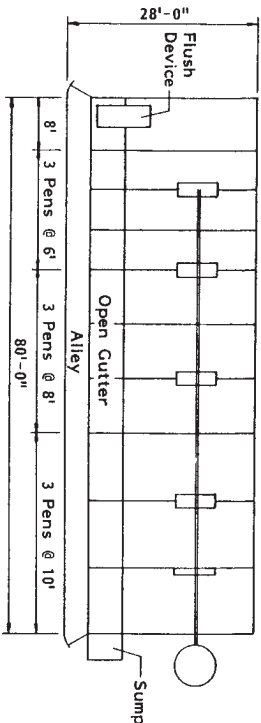 28'-0"
Flush
Device
8'
3 Pens @ 6'
3 Pens @ 8'
3 Pens @ 10'
80'-0"
Open Gutter
Alley
Sump